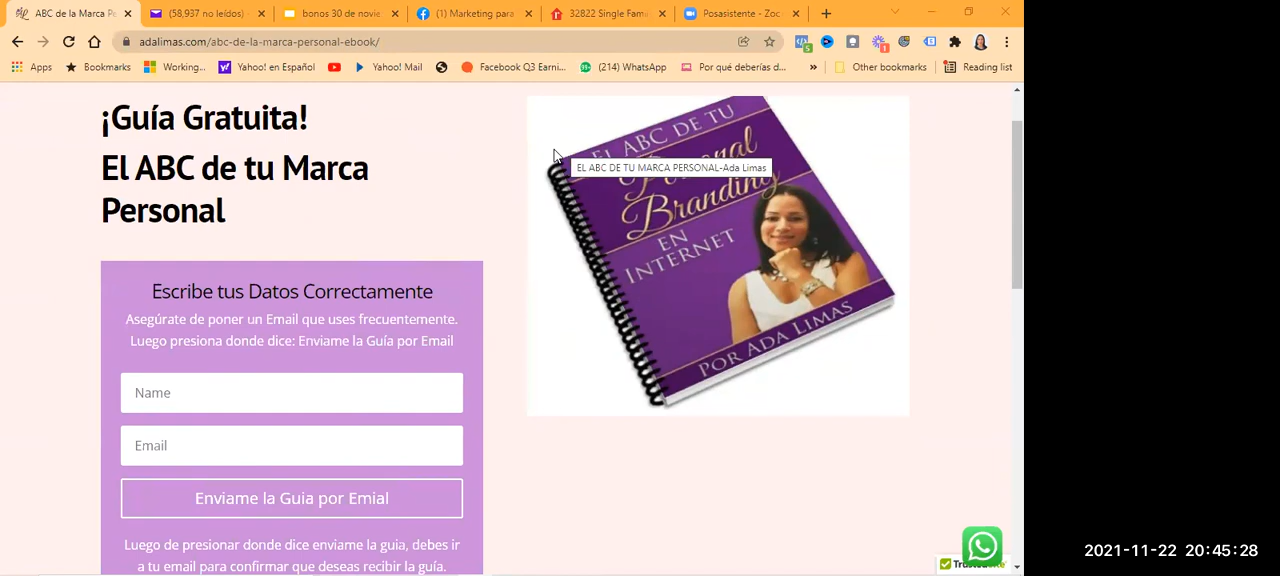 ABC de la Marca Pe
(58,937 no leídos)
bonos 30 de novie
(1) Marketing para
32822 Single Fami
Posasistente - Zoc
adalimas.com/abc-de-la-marca-personal-ebook/
5
1
Apps
Bookmarks
Working...
Yahoo! en Español
Yahoo! Mail
Facebook Q3 Earni...
99+
(214) WhatsApp
Por qué deberías d...
»
Other bookmarks
Reading list
¡Guía Gratuita!
El ABC de tu Marca
Personal
Escribe tus Datos Correctamente
Asegúrate de poner un Email que uses frecuentemente.
Luego presiona donde dice: Enviame la Guía por Email
Name
Email
Enviame la Guia por Emial
Luego de presionar donde dice enviame la guia, debes ir
a tu email para confirmar que deseas recibir la guía.
EL ABC DE TU
EL ABC DE TU MARCA PERSONAL-Ada Limas
Personal
Branding
EN
INTERNET
POR ADA LIMAS
2021-11-22 20:45:28